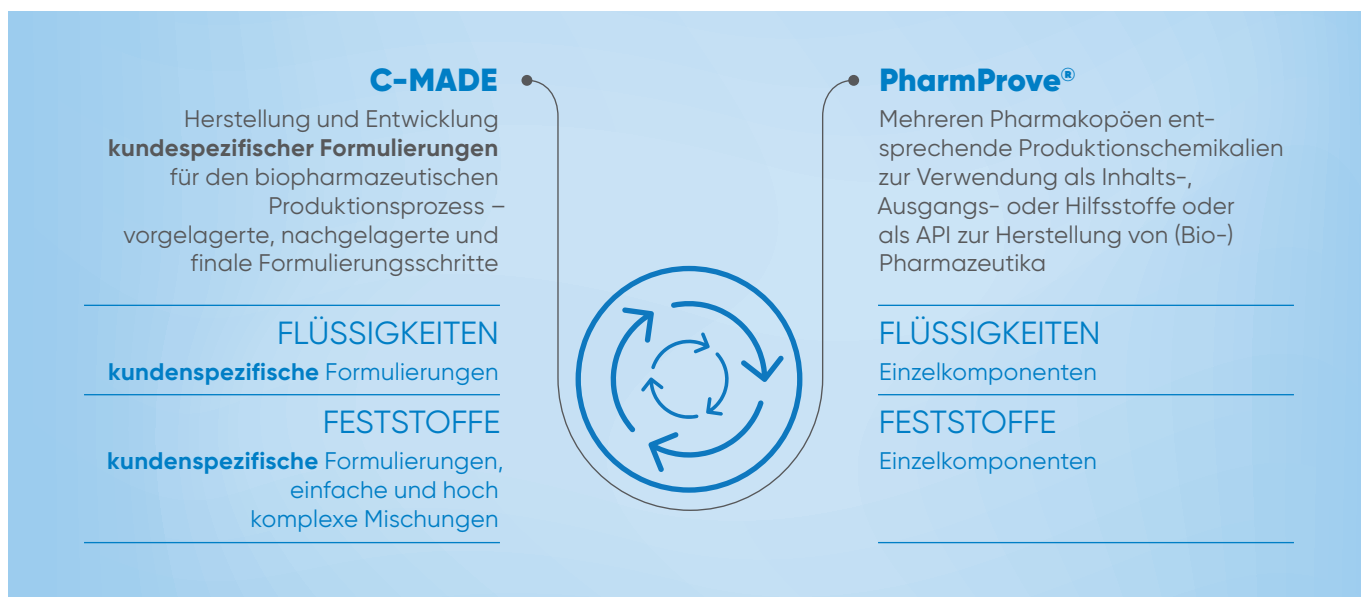 C-MADE
Herstellung und Entwicklung
kundespezifischer Formulierungen
für den biopharmazeutischen
Produktionsprozess –
vorgelagerte, nachgelagerte und
finale Formulierungsschritte
FLÜSSIGKEITEN
kundenspezifische Formulierungen
FESTSTOFFE
kundenspezifische Formulierungen,
einfache und hoch
komplexe Mischungen
PharmProve®
Mehreren Pharmakopöen ent-
sprechende Produktionschemikalien
zur Verwendung als Inhalts-,
Ausgangs- oder Hilfsstoffe oder
als API zur Herstellung von (Bio-)
Pharmazeutika
FLÜSSIGKEITEN
Einzelkomponenten
FESTSTOFFE
Einzelkomponenten